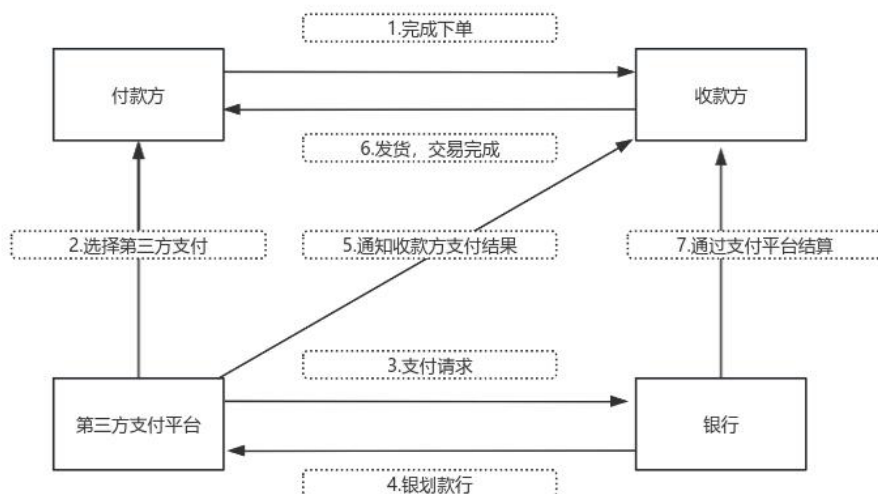 1.完成下单
付款方
收款方
6.发货，交易完成
2.选择第三方支付
5.通知收款方支付结果
7.通过支付平台结算
3.支付请求
第三方支付平台
银行
4.银划款行